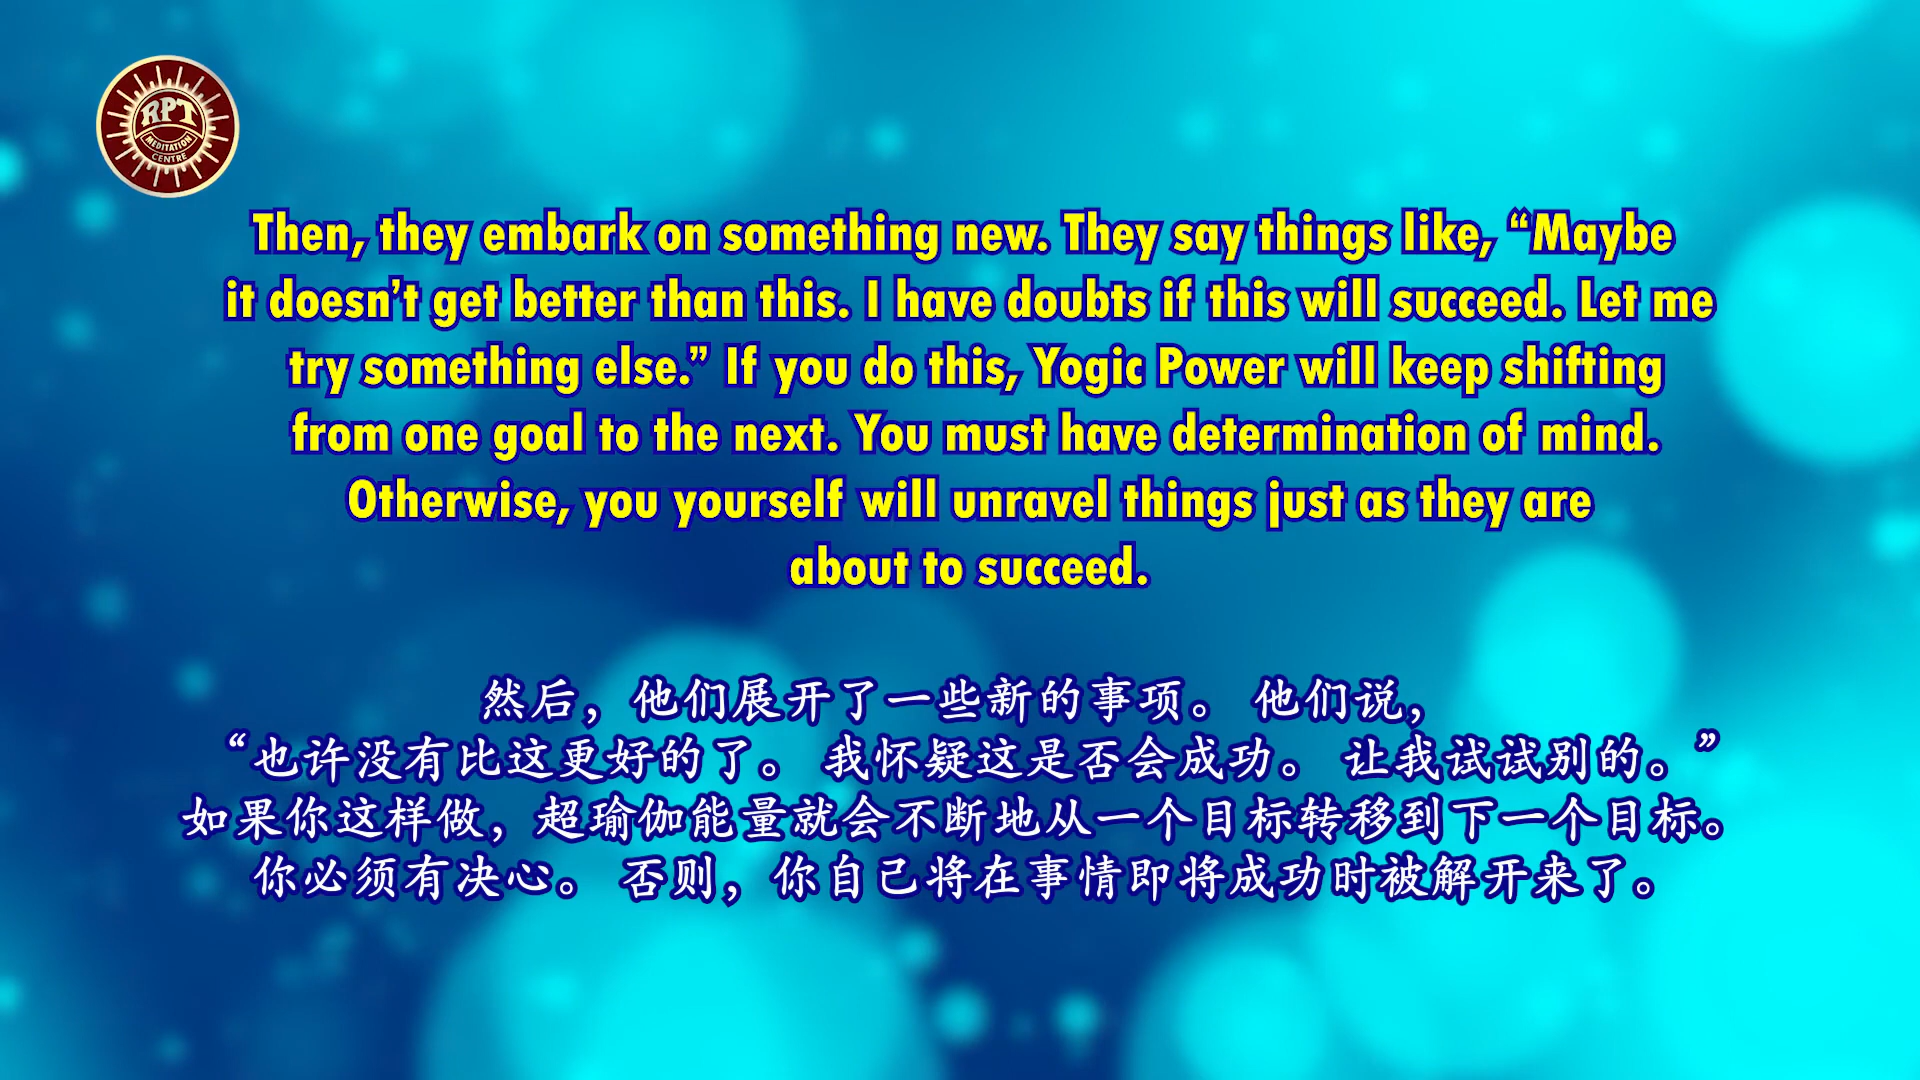 RPT
MEDITATION
CENTRE
Then, they embark on something new. They say things like, “Maybe
it doesn’t get better than this. I have doubts if this will succeed. Let me
try something else.” If you do this, Yogic Power will keep shifting
from one goal to the next. You must have determination of mind.
Otherwise, you yourself will unravel things just as they are
about to succeed.
然后，他们展开了一些新的事项。 他们说，
“也许没有比这更好的了。 我怀疑这是否会成功。 让我试试别的。”
如果你这样做，超瑜伽能量就会不断地从一个目标转移到下一个目标。
你必须有决心。 否则，你自己将在事情即将成功时被解开来了。